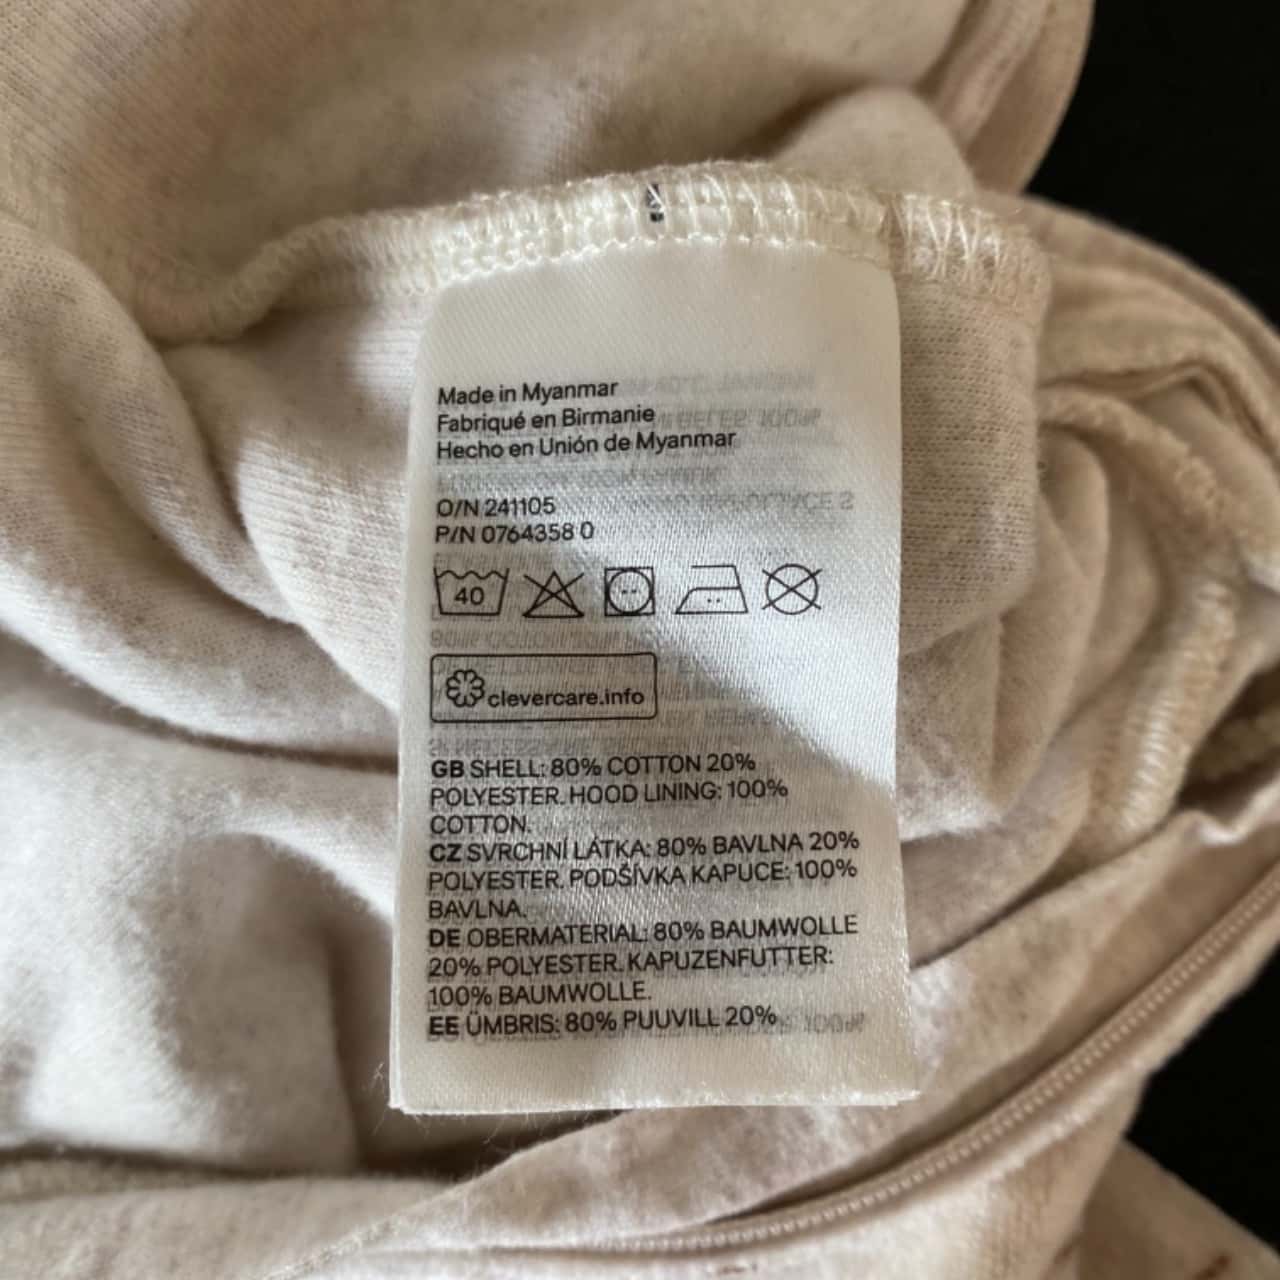 Made in Myanmar
Fabriqué en Birmanie
Hecho en Unión de Myanmar
O/N 241105
P/N 0764358 0
40
clevercare.info
GB SHELL: 80% COTTON 20%
POLYESTER. HOOD LINING: 100%
COTTON.
CZ SVRCHNÍ LÁTKA: 80% BAVLNA 20%
POLYESTER. PODŠÍVKA KAPUCE: 100%
BAVLNA.
DE OBERMATERIAL: 80% BAUMWOLLE
20% POLYESTER. KAPUZENFUTTER:
100% BAUMWOLLE.
EE ÜMBRIS: 80% PUUVILL 20%